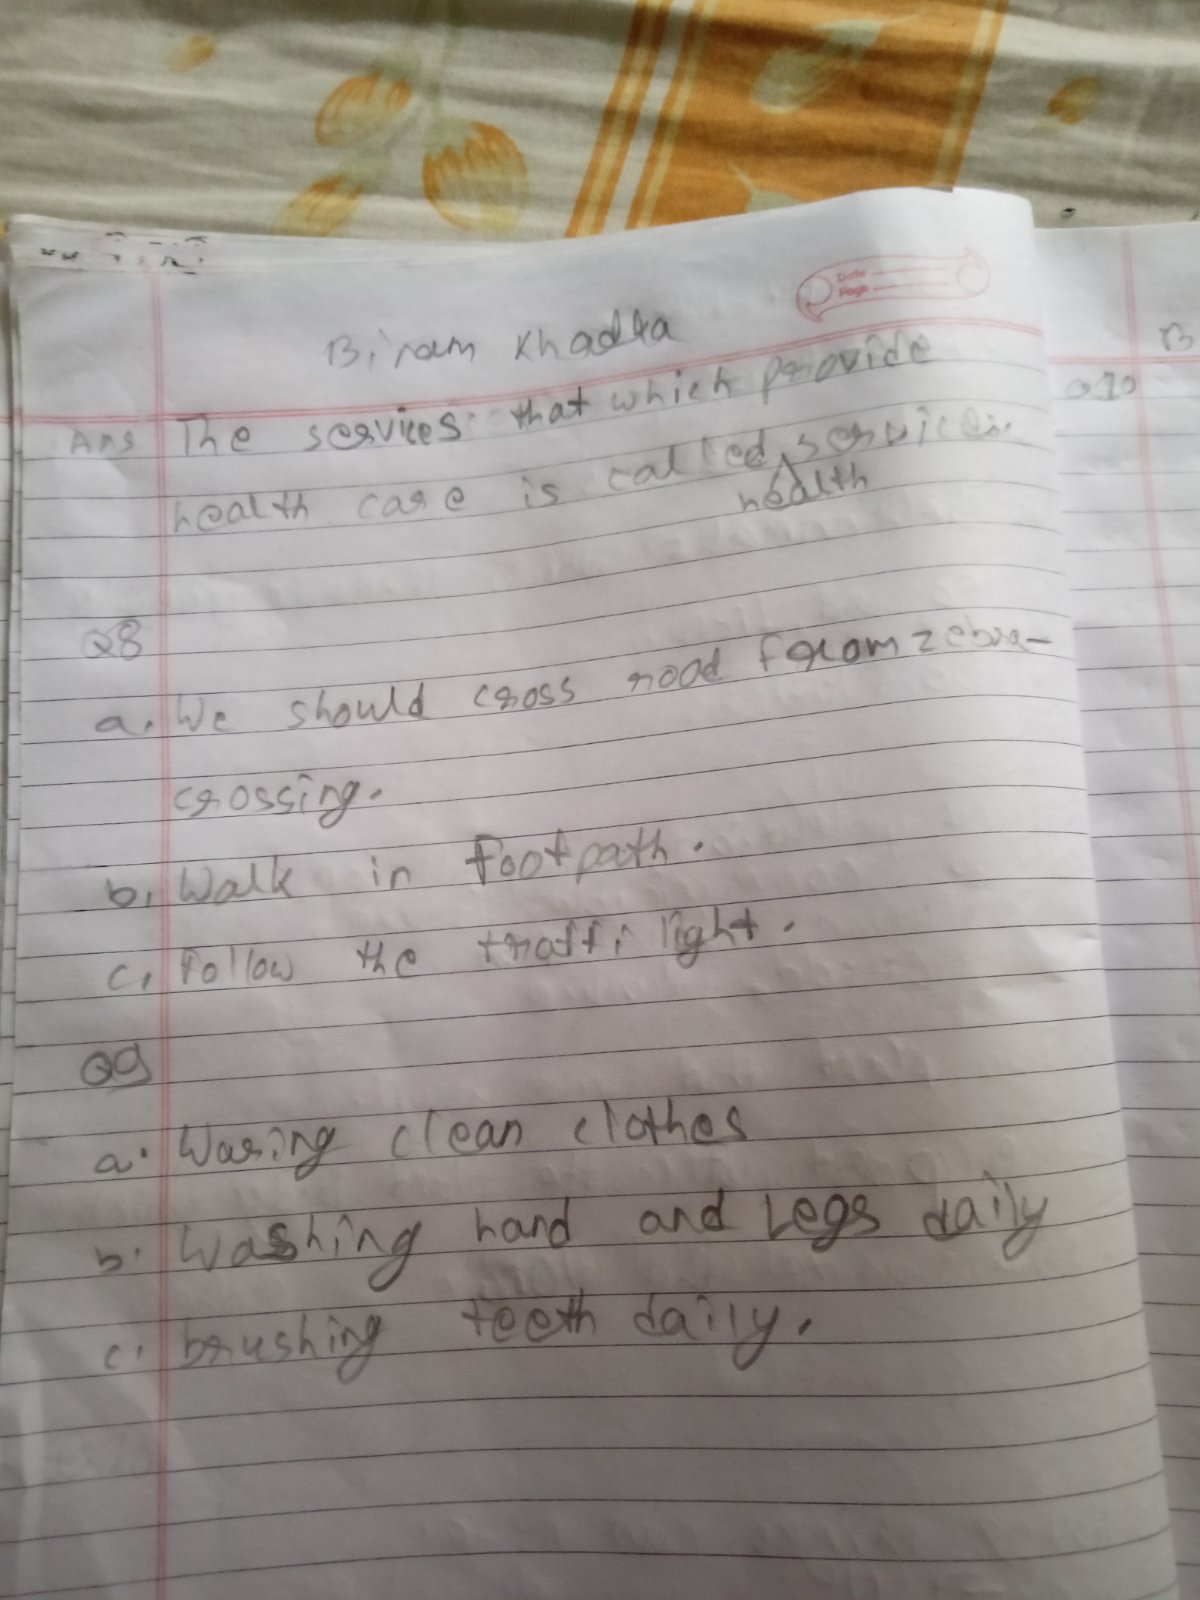 Date
Page
Biram Khadka
Ans The services that which provide
health care is called services.
health
Q8
a. We should cross road from zebra-
crossing.
b. Walk in footpath.
c. Follow the traffi light.
Q9
a. Waring clean clothes
b. Washing hand and Legs daily
c. brushing teeth daily.
B
Q10